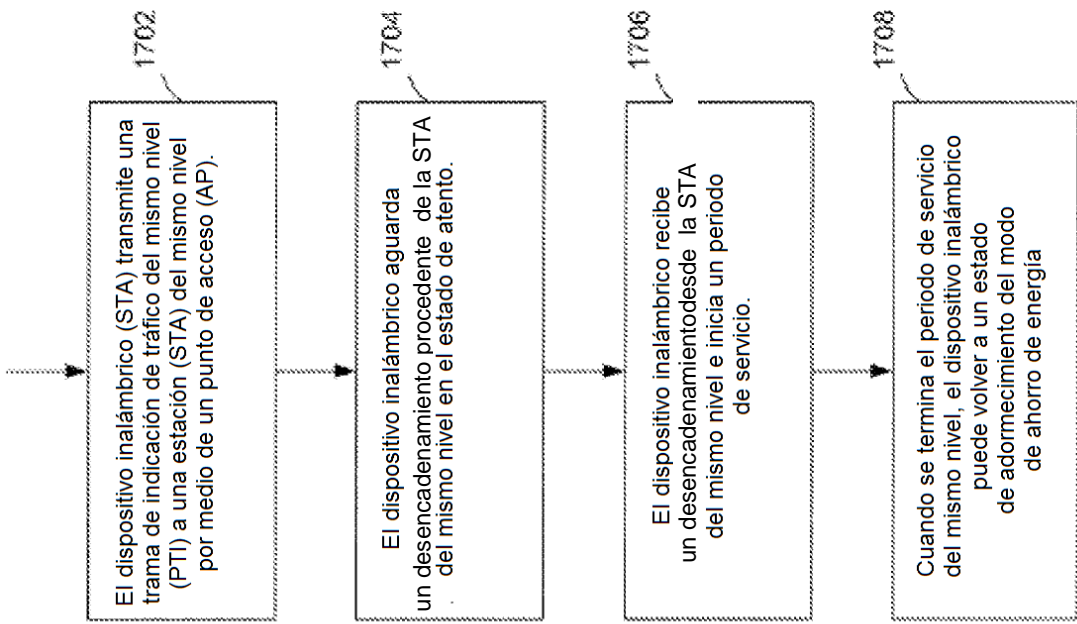 1702
El dispositivo inalámbrico (STA) transmite una
trama de indicación de tráfico del mismo nivel
(PTI) a una estación (STA) del mismo nivel
por medio de un punto de acceso (AP).
1704
El dispositivo inalámbrico aguarda
un desencadenamiento procedente de la STA
del mismo nivel en el estado de atento.
1706
El dispositivo inalámbrico recibe
un desencadenamientodesde la STA
del mismo nivel e inicia un periodo
de servicio.
1708
Cuando se termina el periodo de servicio
del mismo nivel, el dispositivo inalámbrico
puede volver a un estado
de adormecimiento del modo
de ahorro de energía